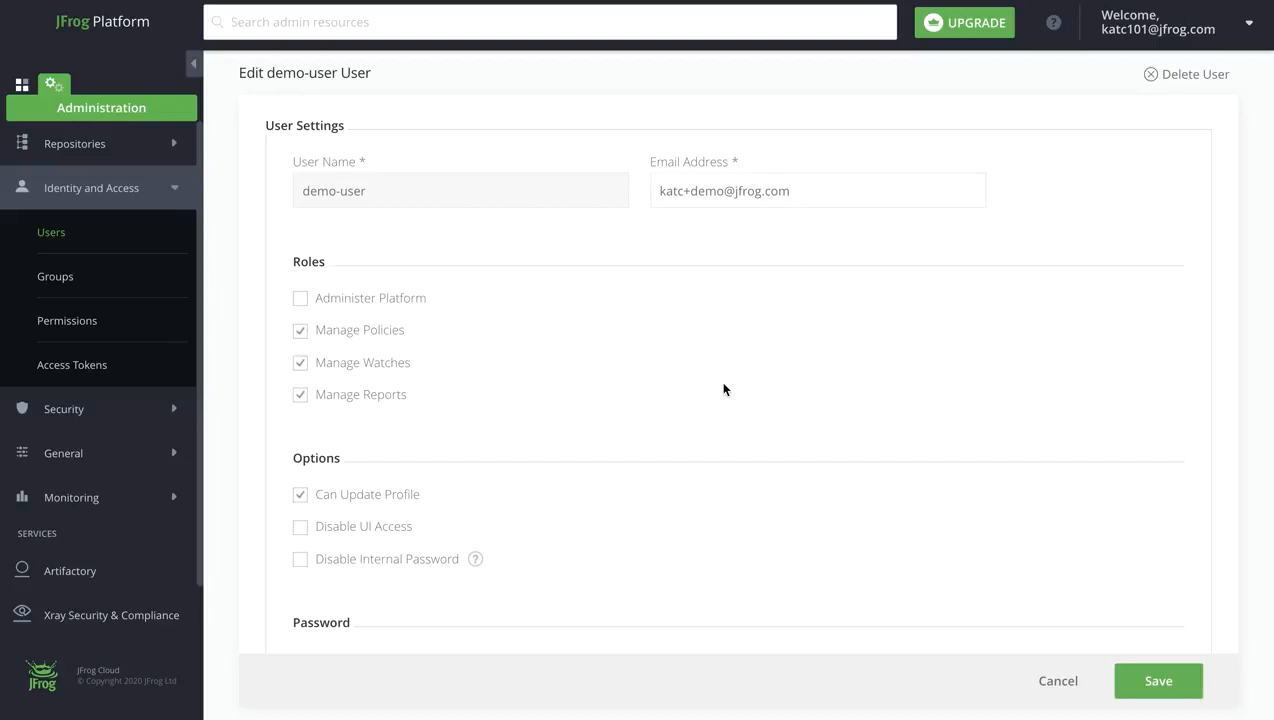 JFrog Platform
Search admin resources
UPGRADE
?
Welcome,
katc101@jfrog.com
Administration
Repositories
Identity and Access
Users
Groups
Permissions
Access Tokens
Security
General
Monitoring
SERVICES
Artifactory
Xray Security & Compliance
JFrog
JFrog Cloud
© Copyright 2020 JFrog Ltd
Edit demo-user User
Delete User
User Settings
User Name *
Email Address *
demo-user
katc+demo@jfrog.com
Roles
Administer Platform
Manage Policies
Manage Watches
Manage Reports
Options
Can Update Profile
Disable UI Access
Disable Internal Password ?
Password
Cancel
Save